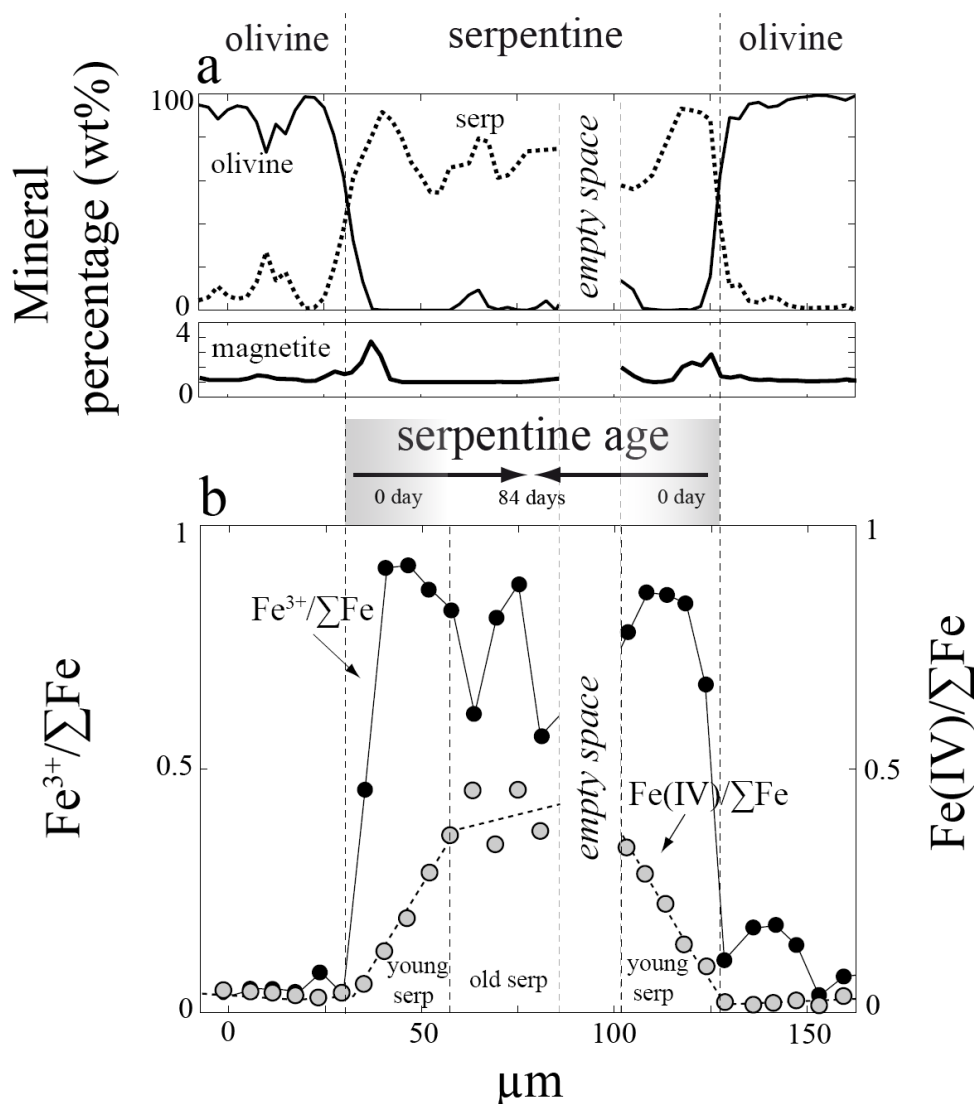 olivine serpentine olivine
a
Mineral
percentage (wt%)
100
0
olivine
serp
empty space
4
2
0
magnetite
serpentine age
0 day 84 days 0 day
b
Fe³⁺/∑Fe
Fe(IV)/∑Fe
1
0.5
0
1
0.5
0
Fe³⁺/∑Fe
empty space
Fe(IV)/∑Fe
young
serp
old serp
young
serp
0 50 100 150
μm